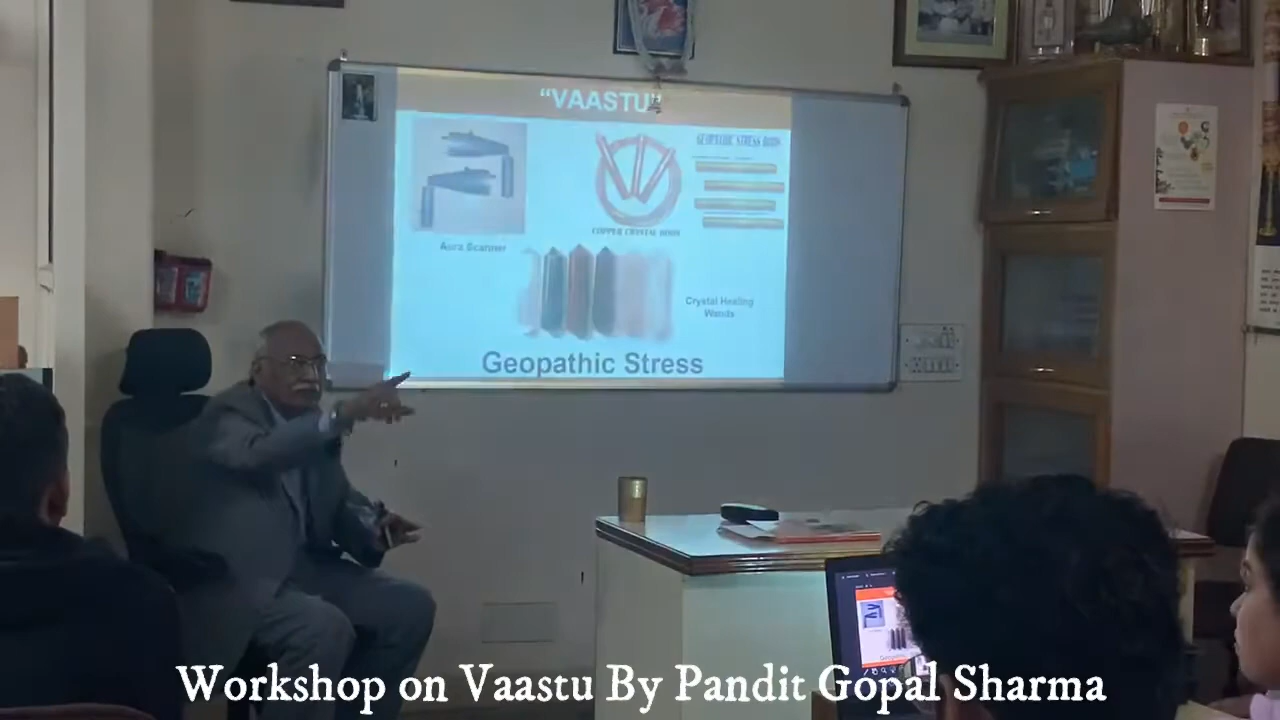 “VAASTU”
GEOPATHIC STRESS RODS
COPPER CRYSTAL RODS
Aura Scanner
Crystal Healing
Wands
Geopathic Stress
Workshop on Vaastu By Pandit Gopal Sharma